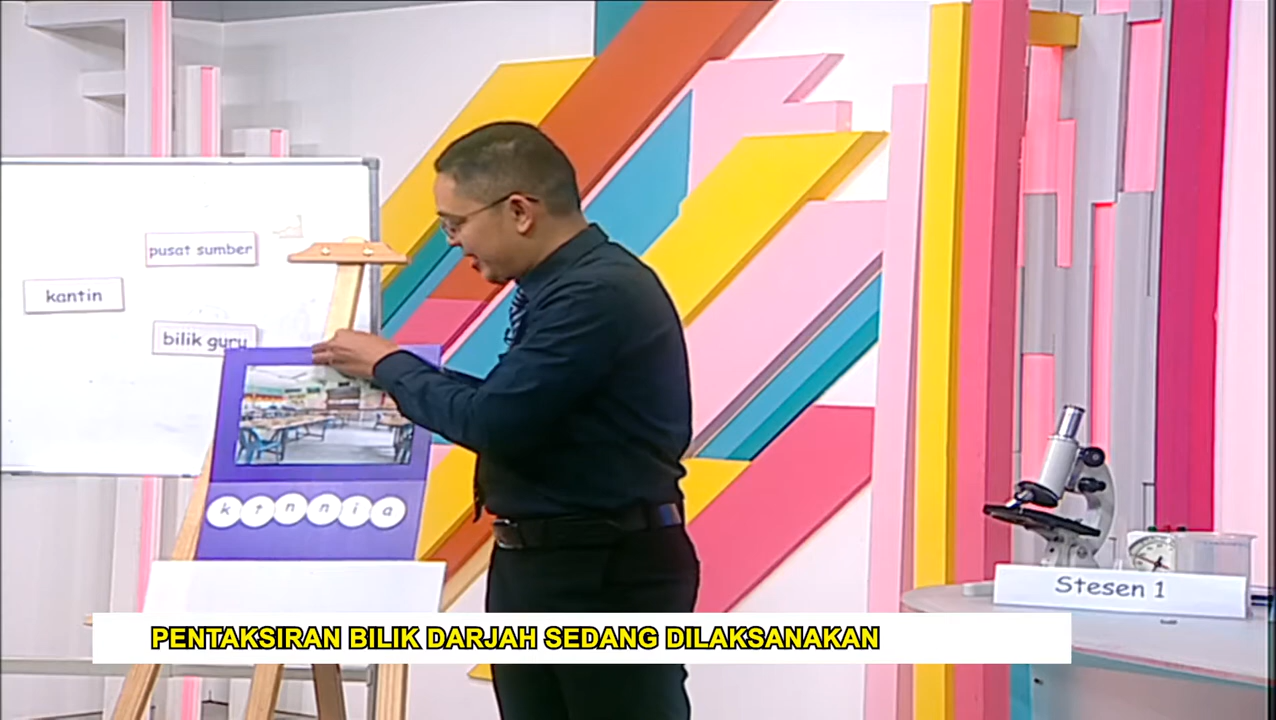 pusat sumber
kantin
bilik guru
k t n n i a
Stesen 1
PENTAKSIRAN BILIK DARJAH SEDANG DILAKSANAKAN